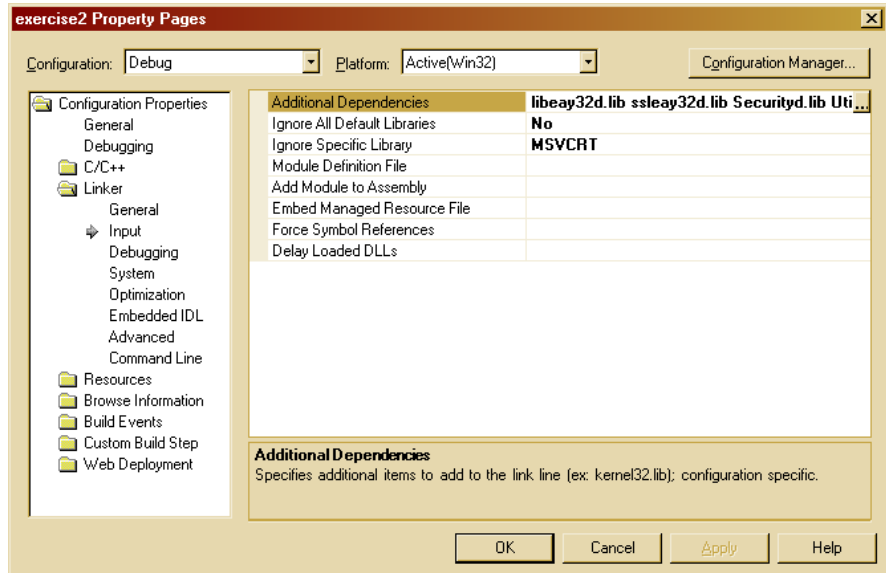 exercise2 Property Pages
Configuration: Debug Platform: Active(Win32) Configuration Manager...
Configuration Properties
General
Debugging
C/C++
Linker
General
Input
Debugging
System
Optimization
Embedded IDL
Advanced
Command Line
Resources
Browse Information
Build Events
Custom Build Step
Web Deployment
Additional Dependencies libeay32d.lib ssleay32d.lib Securityd.lib Uti...
Ignore All Default Libraries No
Ignore Specific Library MSVCRT
Module Definition File
Add Module to Assembly
Embed Managed Resource File
Force Symbol References
Delay Loaded DLLs
Additional Dependencies
Specifies additional items to add to the link line (ex: kernel32.lib); configuration specific.
OK Cancel Apply Help